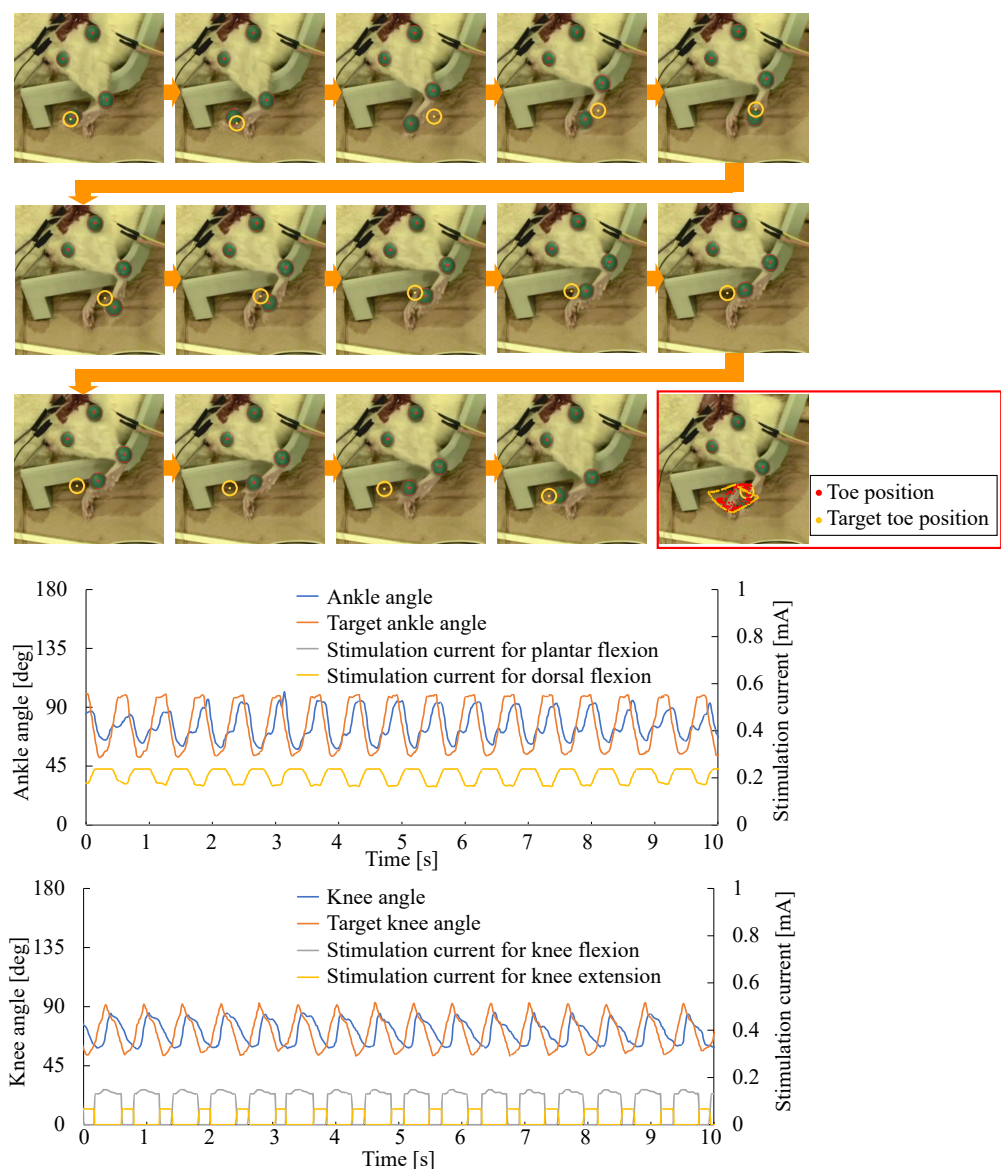 Toe position
Target toe position
180
135
90
45
0
Ankle angle [deg]
Ankle angle
Target ankle angle
Stimulation current for plantar flexion
Stimulation current for dorsal flexion
1
0.8
0.6
0.4
0.2
0
Stimulation current [mA]
0 1 2 3 4 5 6 7 8 9 10
Time [s]
180
135
90
45
0
Knee angle [deg]
Knee angle
Target knee angle
Stimulation current for knee flexion
Stimulation current for knee extension
1
0.8
0.6
0.4
0.2
0
Stimulation current [mA]
0 1 2 3 4 5 6 7 8 9 10
Time [s]